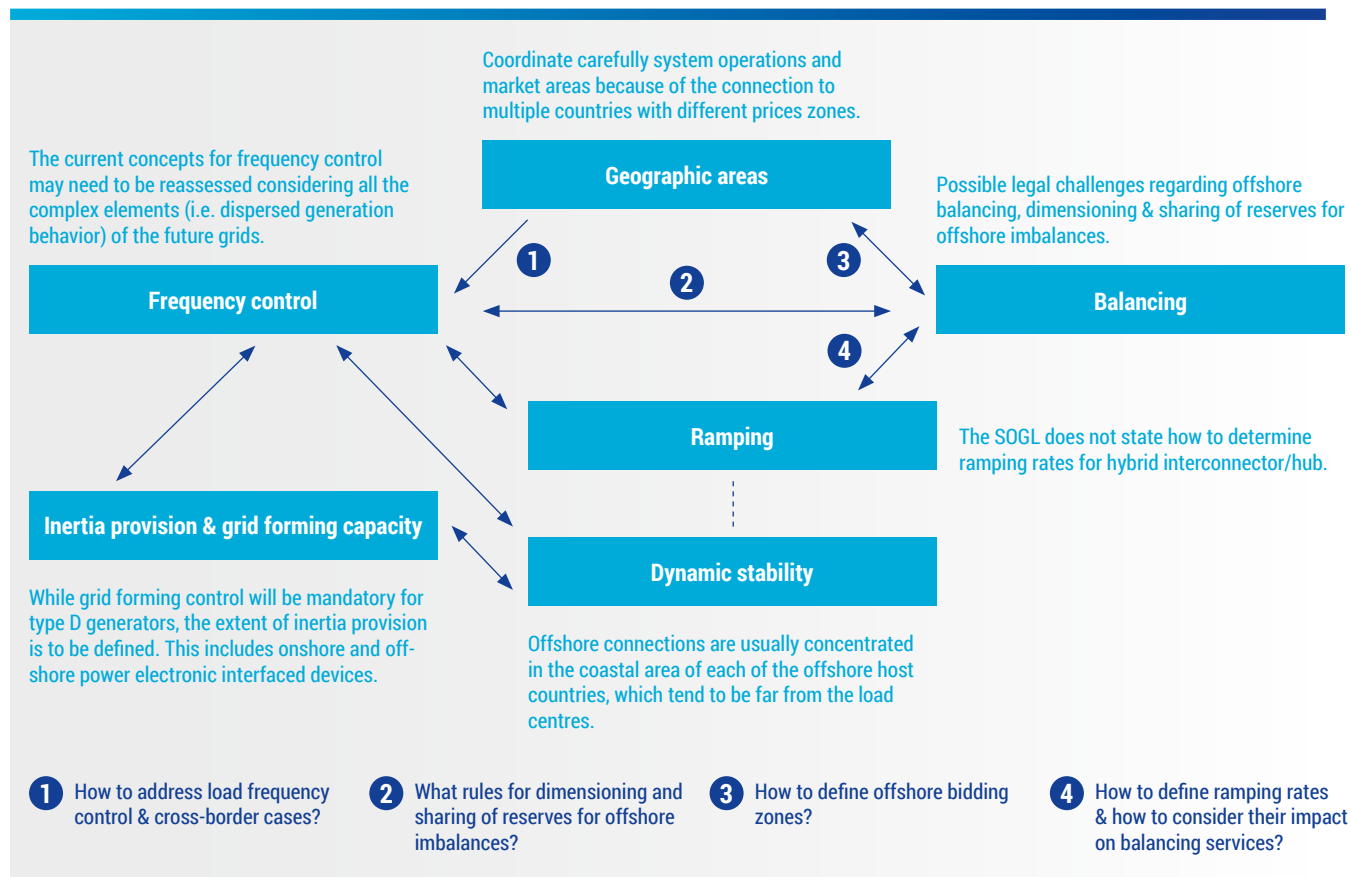 Coordinate carefully system operations and
market areas because of the connection to
multiple countries with different prices zones.
Geographic areas
The current concepts for frequency control
may need to be reassessed considering all the
complex elements (i.e. dispersed generation
behavior) of the future grids.
Frequency control
Possible legal challenges regarding offshore
balancing, dimensioning & sharing of reserves for
offshore imbalances.
Balancing
1
2
3
4
Ramping
The SOGL does not state how to determine
ramping rates for hybrid interconnector/hub.
Inertia provision & grid forming capacity
While grid forming control will be mandatory for
type D generators, the extent of inertia provision
is to be defined. This includes onshore and off-
shore power electronic interfaced devices.
Dynamic stability
Offshore connections are usually concentrated
in the coastal area of each of the offshore host
countries, which tend to be far from the load
centres.
1 How to address load frequency
control & cross-border cases?
2 What rules for dimensioning and
sharing of reserves for offshore
imbalances?
3 How to define offshore bidding
zones?
4 How to define ramping rates
& how to consider their impact
on balancing services?